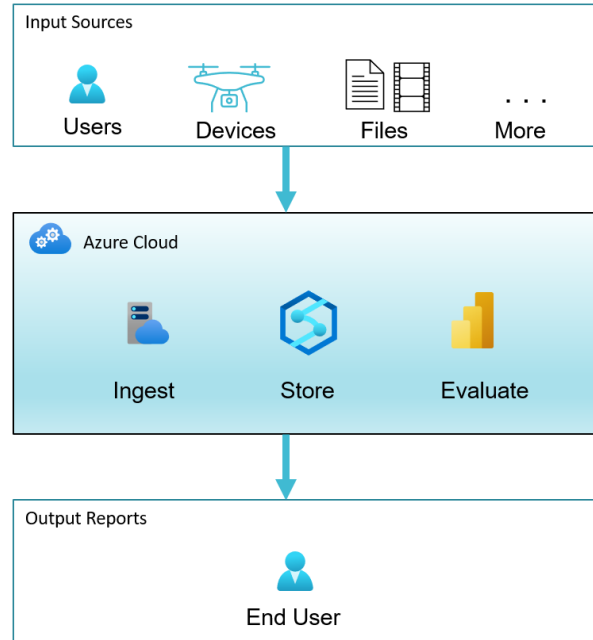 Input Sources
Users
Devices
Files
. . .
More
Azure Cloud
Ingest
Store
Evaluate
Output Reports
End User